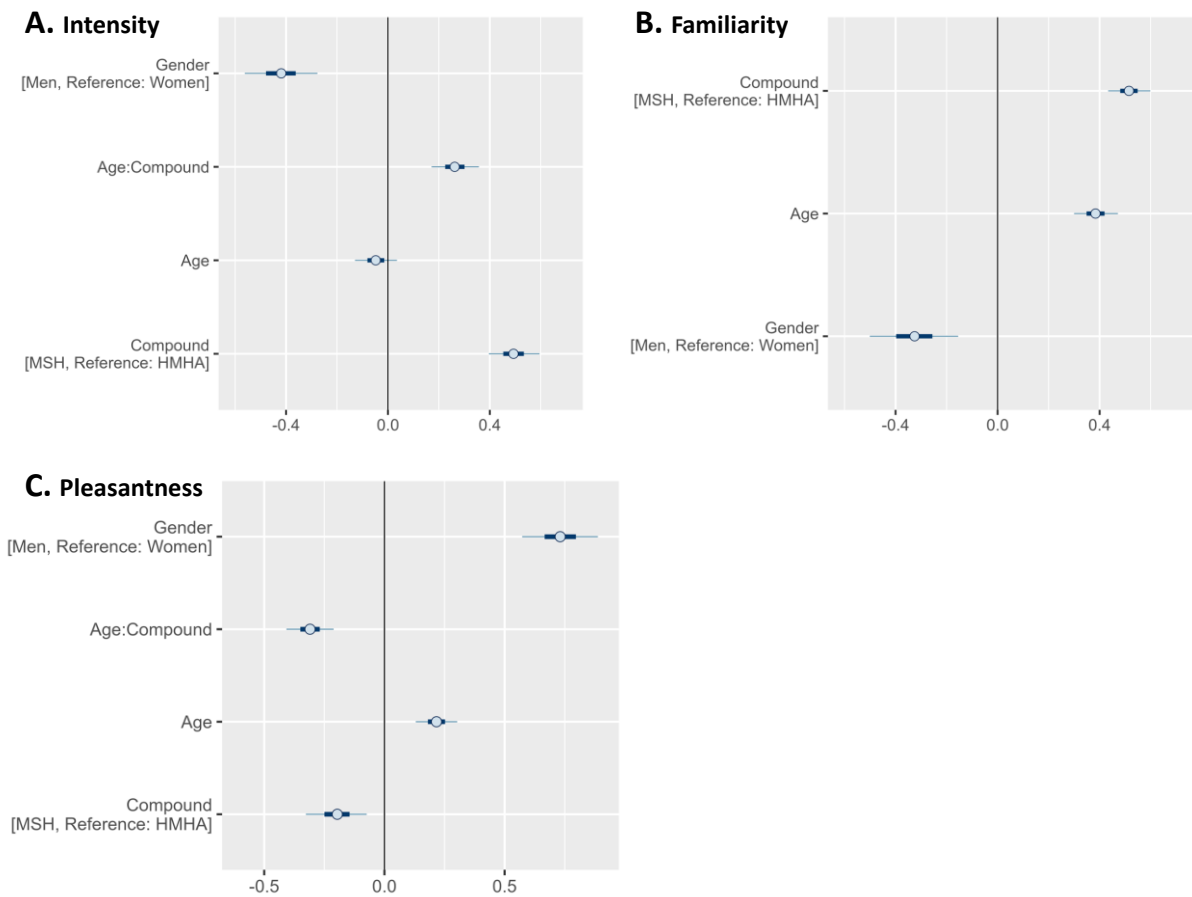 A. Intensity
Gender
[Men, Reference: Women]
Age:Compound
Age
Compound
[MSH, Reference: HMHA]
-0.4
0.0
0.4
B. Familiarity
Compound
[MSH, Reference: HMHA]
Age
Gender
[Men, Reference: Women]
-0.4
0.0
0.4
C. Pleasantness
Gender
[Men, Reference: Women]
Age:Compound
Age
Compound
[MSH, Reference: HMHA]
-0.5
0.0
0.5